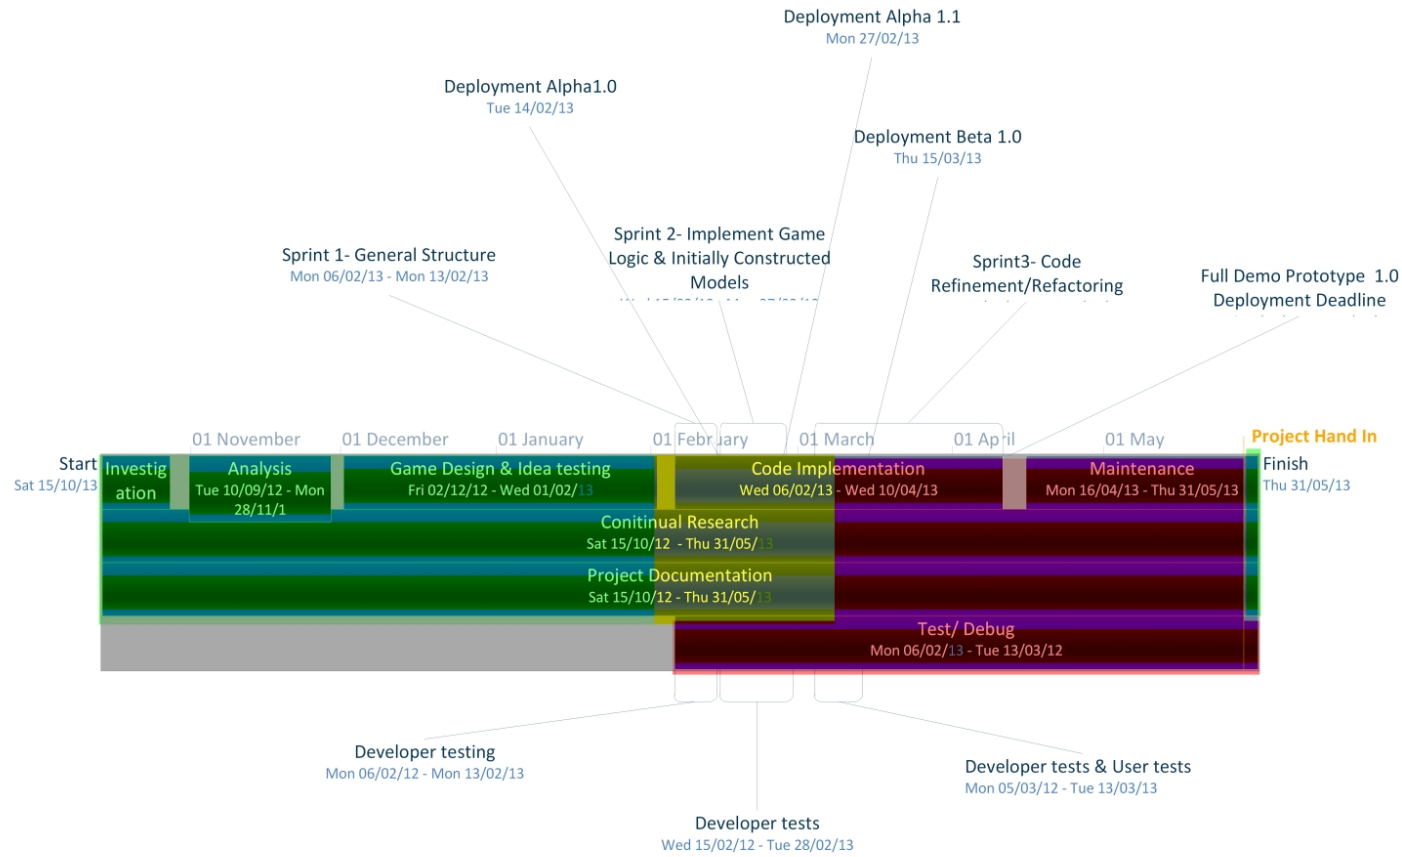 Deployment Alpha 1.1
Mon 27/02/13
Deployment Alpha1.0
Tue 14/02/13
Deployment Beta 1.0
Thu 15/03/13
Sprint 2- Implement Game
Logic & Initially Constructed
Models
Sprint 1- General Structure
Mon 06/02/13 - Mon 13/02/13
Sprint3- Code
Refinement/Refactoring
Full Demo Prototype 1.0
Deployment Deadline
01 November
01 December
01 January
01 February
01 March
01 April
01 May
Project Hand In
Start
Sat 15/10/13
Investig
ation
Analysis
Tue 10/09/12 - Mon
28/11/1
Game Design & Idea testing
Fri 02/12/12 - Wed 01/02/13
Code Implementation
Wed 06/02/13 - Wed 10/04/13
Maintenance
Mon 16/04/13 - Thu 31/05/13
Finish
Thu 31/05/13
Conitinual Research
Sat 15/10/12 - Thu 31/05/13
Project Documentation
Sat 15/10/12 - Thu 31/05/13
Test/ Debug
Mon 06/02/13 - Tue 13/03/12
Developer testing
Mon 06/02/12 - Mon 13/02/13
Developer tests & User tests
Mon 05/03/12 - Tue 13/03/13
Developer tests
Wed 15/02/12 - Tue 28/02/13